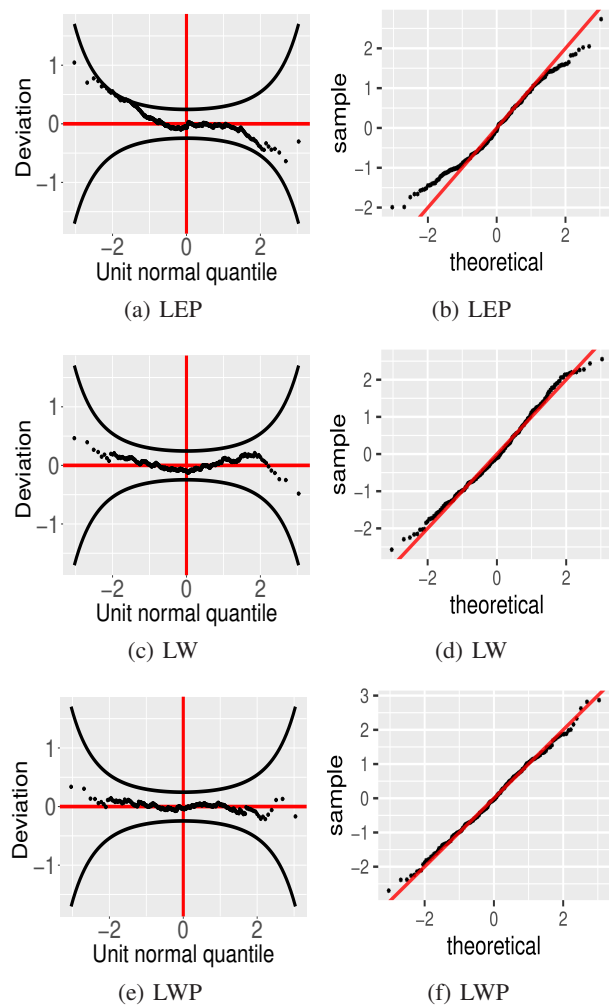 Deviation
1
0
−1
−2
0
2
Unit normal quantile
(a) LEP
sample
2
1
0
−1
−2
−2
0
2
theoretical
(b) LEP
Deviation
1
0
−1
−2
0
2
Unit normal quantile
(c) LW
sample
2
1
0
−1
−2
−2
0
2
theoretical
(d) LW
Deviation
1
0
−1
−2
0
2
Unit normal quantile
(e) LWP
sample
3
2
1
0
−1
−2
−2
0
2
theoretical
(f) LWP